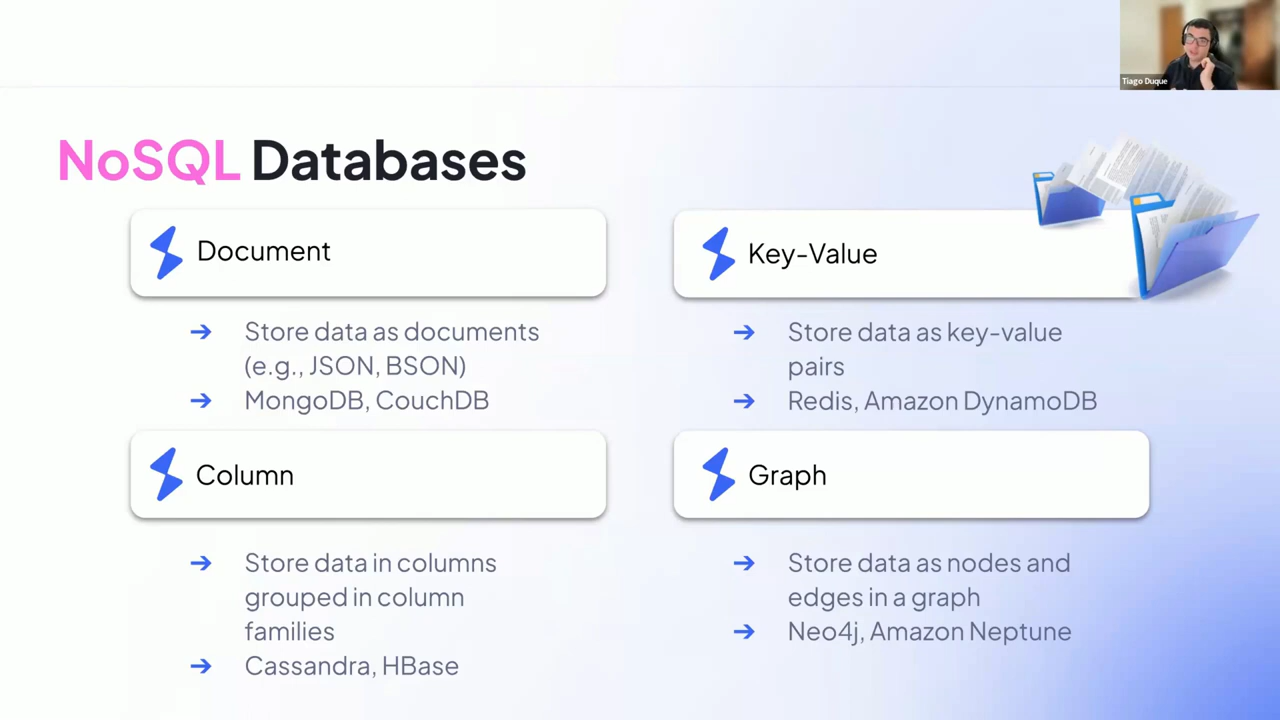 Tiago Duque
NoSQL Databases
Document
Store data as documents
(e.g., JSON, BSON)
MongoDB, CouchDB
Key-Value
Store data as key-value
pairs
Redis, Amazon DynamoDB
Column
Store data in columns
grouped in column
families
Cassandra, HBase
Graph
Store data as nodes and
edges in a graph
Neo4j, Amazon Neptune